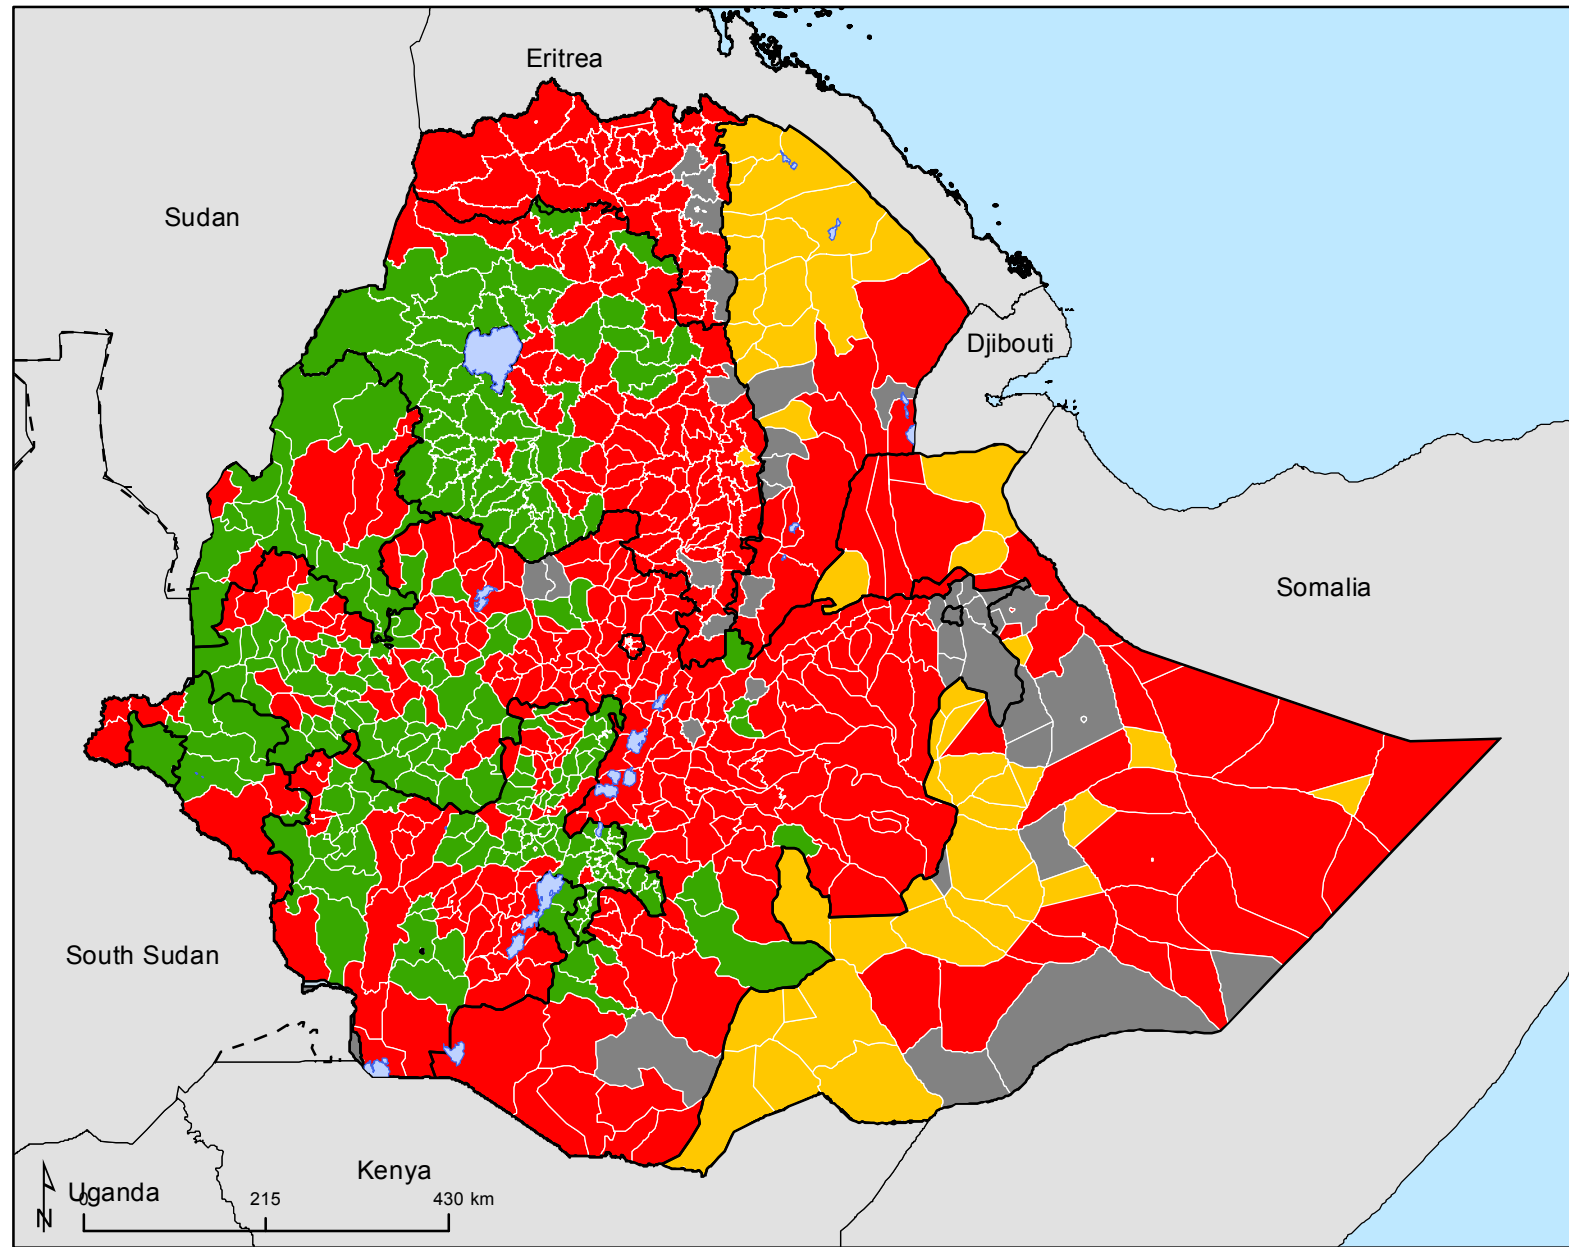 Eritrea
Sudan
Djibouti
Somalia
South Sudan
Kenya
Uganda
0 215 430 km
N